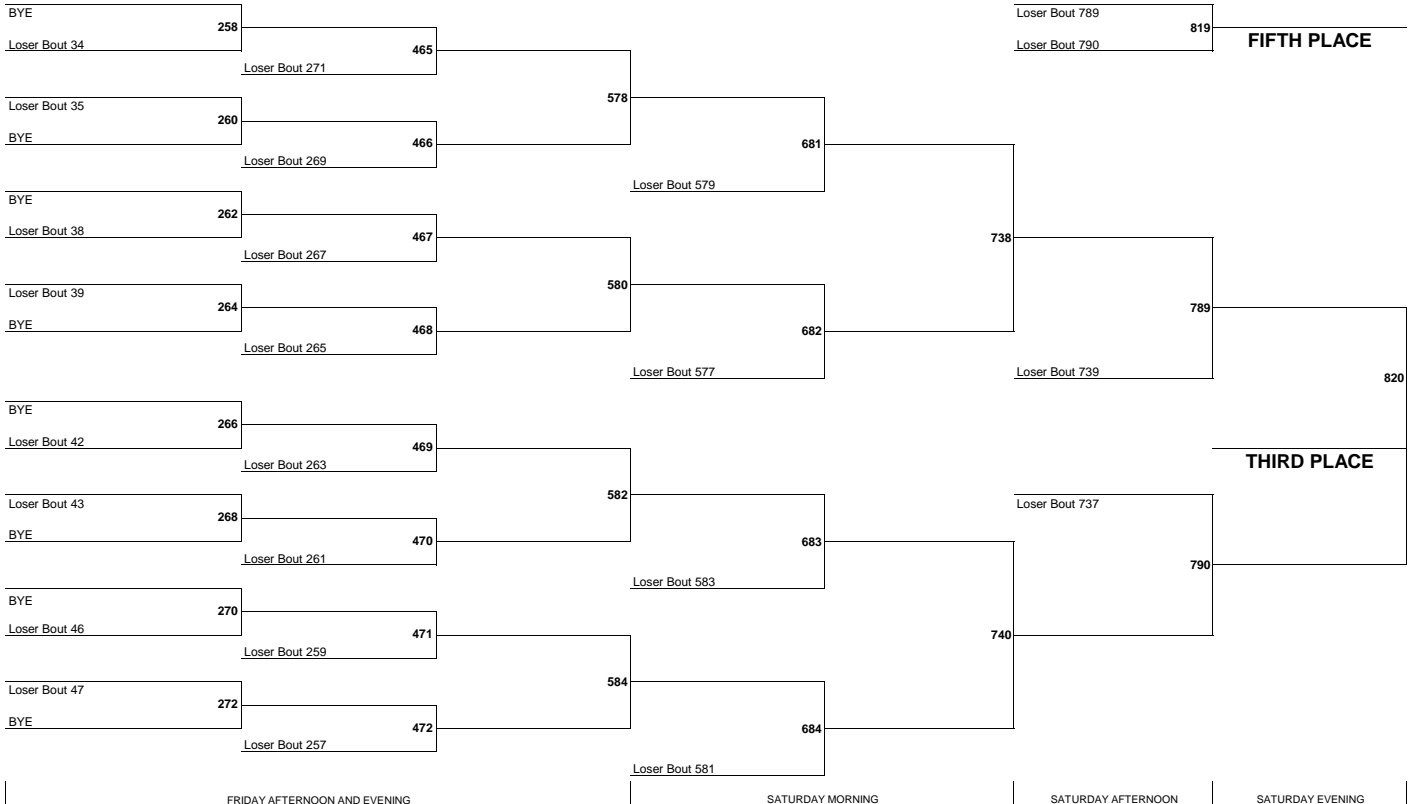 BYE
258
Loser Bout 34
465
Loser Bout 271
Loser Bout 35
578
260
BYE
466
Loser Bout 269
681
Loser Bout 579
BYE
262
Loser Bout 38
467
Loser Bout 267
738
Loser Bout 39
580
264
BYE
468
Loser Bout 265
682
Loser Bout 577
789
Loser Bout 739
820
BYE
266
Loser Bout 42
469
Loser Bout 263
THIRD PLACE
Loser Bout 43
582
Loser Bout 737
268
BYE
470
Loser Bout 261
683
Loser Bout 583
790
BYE
270
Loser Bout 46
471
Loser Bout 259
740
Loser Bout 47
584
272
BYE
472
Loser Bout 257
684
Loser Bout 581
Loser Bout 789
819
Loser Bout 790
FIFTH PLACE
FRIDAY AFTERNOON AND EVENING
SATURDAY MORNING
SATURDAY AFTERNOON
SATURDAY EVENING